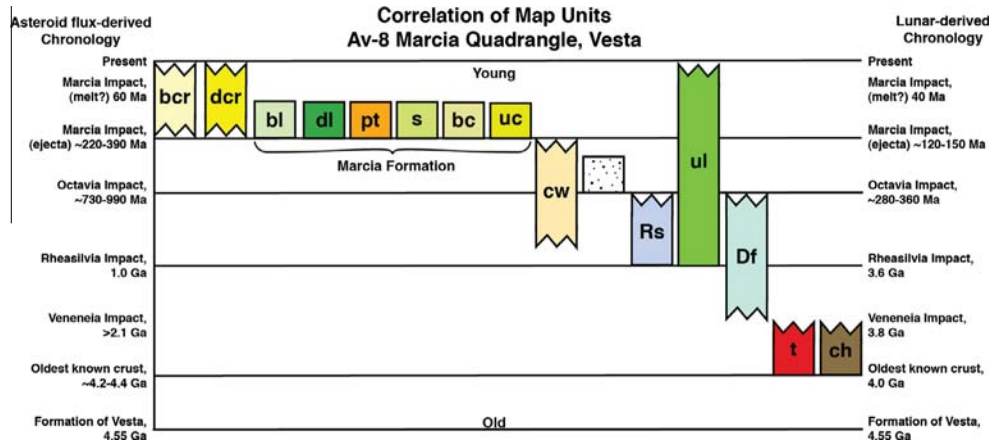 Correlation of Map Units
Av-8 Marcia Quadrangle, Vesta
Asteroid flux-derived
Chronology
Lunar-derived
Chronology
Present
Marcia Impact,
(melt?) 60 Ma
Marcia Impact,
(ejecta) ~220-390 Ma
Octavia Impact,
~730-990 Ma
Rheasilvia Impact,
1.0 Ga
Veneneia Impact,
>2.1 Ga
Oldest known crust,
~4.2-4.4 Ga
Formation of Vesta,
4.55 Ga
Young
bcr
dcr
bl
dl
pt
s
bc
uc
Marcia Formation
cw
Rs
ul
Df
t
ch
Old
Present
Marcia Impact,
(melt?) 40 Ma
Marcia Impact,
(ejecta) ~120-150 Ma
Octavia Impact,
~280-360 Ma
Rheasilvia Impact,
3.6 Ga
Veneneia Impact,
3.8 Ga
Oldest known crust,
4.0 Ga
Formation of Vesta,
4.55 Ga